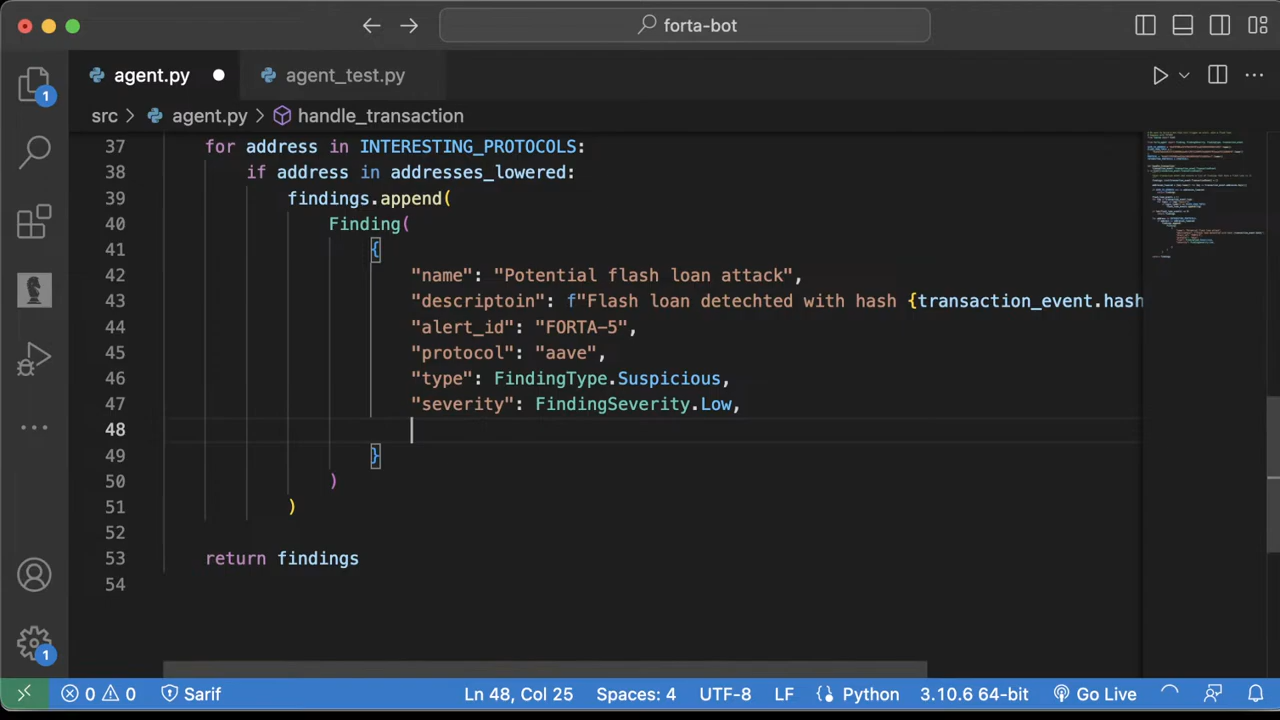 forta-bot
agent.py
agent_test.py
1
src > agent.py > handle_transaction
37 for address in INTERESTING_PROTOCOLS:
38 if address in addresses_lowered:
39 findings.append(
40 Finding(
41 {
42 "name": "Potential flash loan attack",
43 "descriptoin": f"Flash loan detechted with hash {transaction_event.hash
44 "alert_id": "FORTA-5",
45 "protocol": "aave",
46 "type": FindingType.Suspicious,
47 "severity": FindingSeverity.Low,
48
49 }
50 )
51 )
52
53 return findings
54
1
0 0 Sarif Ln 48, Col 25 Spaces: 4 UTF-8 LF Python 3.10.6 64-bit Go Live